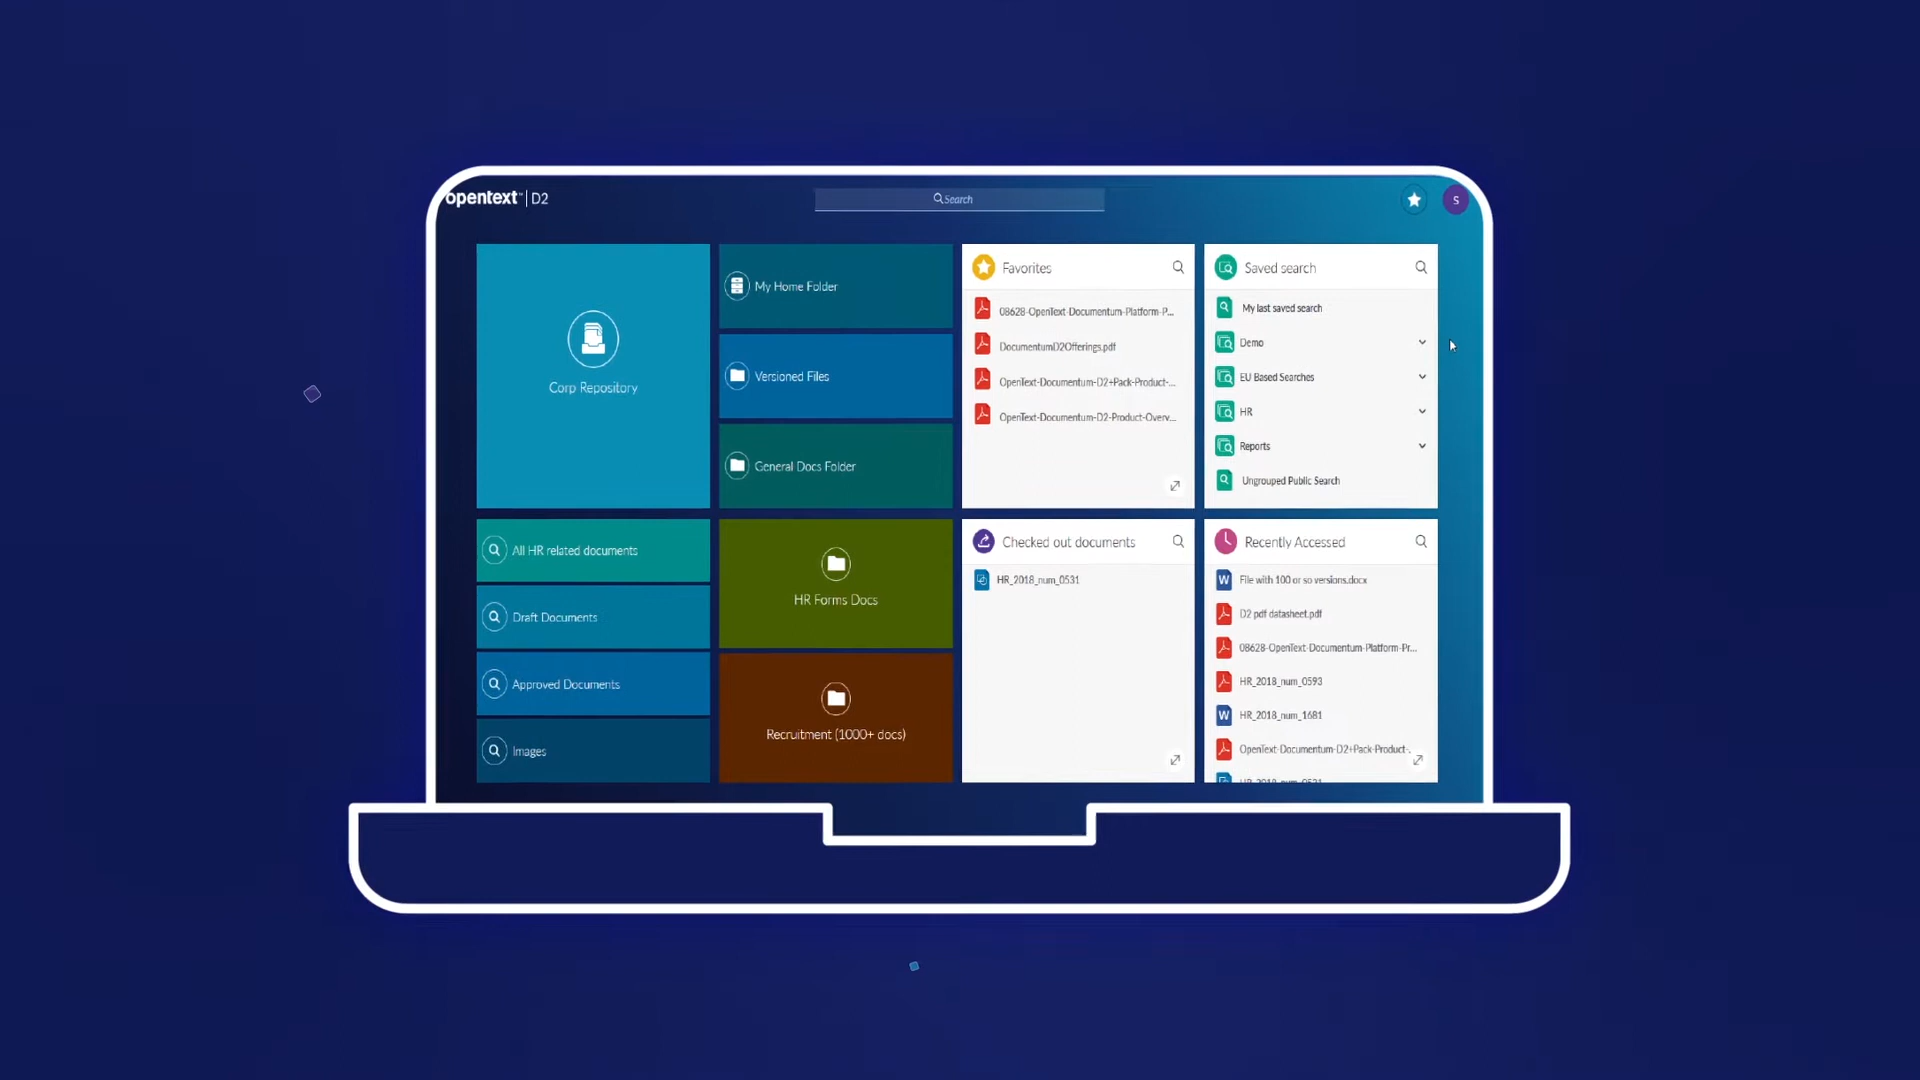 opentext™ | D2
Search
S
Corp Repository
My Home Folder
Versioned Files
General Docs Folder
Favorites
08628-OpenText-Documentum-Platform-P...
DocumentumD2Offerings.pdf
OpenText-Documentum-D2+Pack-Product-...
OpenText-Documentum-D2-Product-Overv...
Saved search
My last saved search
Demo
EU Based Searches
HR
Reports
Ungrouped Public Search
All HR related documents
Draft Documents
Approved Documents
Images
HR Forms Docs
Recruitment (1000+ docs)
Checked out documents
HR_2018_num_0531
Recently Accessed
File with 100 or so versions.docx
D2 pdf datasheet.pdf
08628-OpenText-Documentum-Platform-Pr...
HR_2018_num_0593
HR_2018_num_1681
OpenText-Documentum-D2+Pack-Product-.